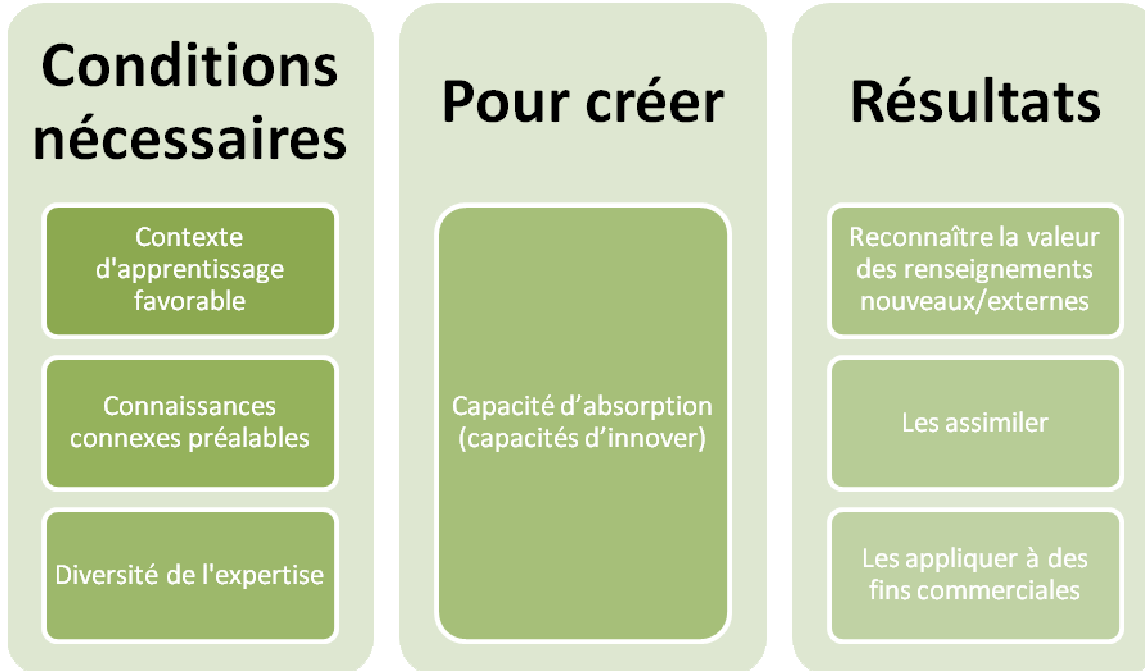 Conditions
nécessaires
Contexte
d'apprentissage
favorable
Connaissances
connexes préalables
Diversité de l'expertise
Pour créer
Capacité d’absorption
(capacités d’innover)
Résultats
Reconnaître la valeur
des renseignements
nouveaux/externes
Les assimiler
Les appliquer à des
fins commerciales